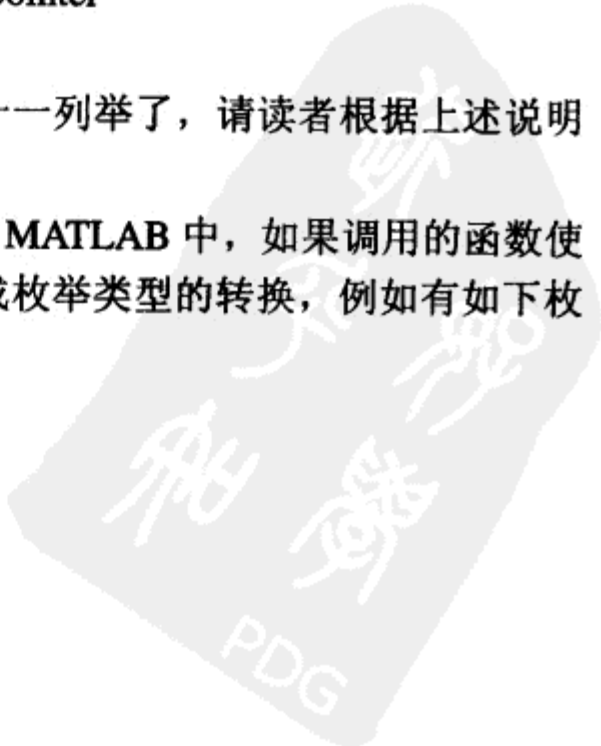 pointer
一一列举了，请读者根据上述说明
MATLAB 中，如果调用的函数使
成枚举类型的转换，例如有如下枚
PDG